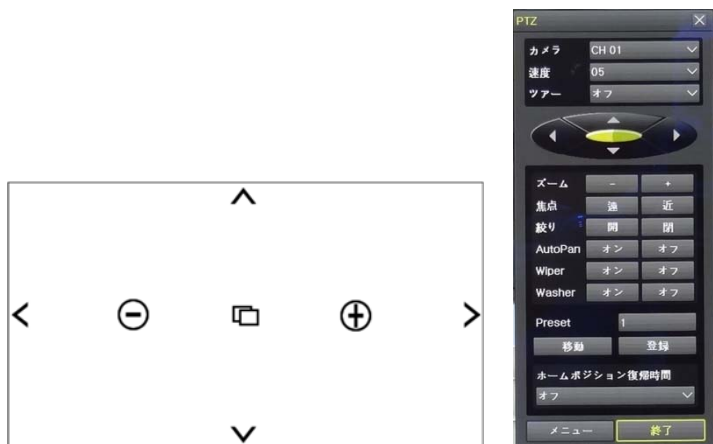 PTZ
カメラ CH 01
速度 05
ツアー オフ
ズーム - +
焦点 遠 近
絞り 開 閉
AutoPan オン オフ
Wiper オン オフ
Washer オン オフ
Preset 1
移動 登録
ホームポジション復帰時間
オフ
メニュー 終了